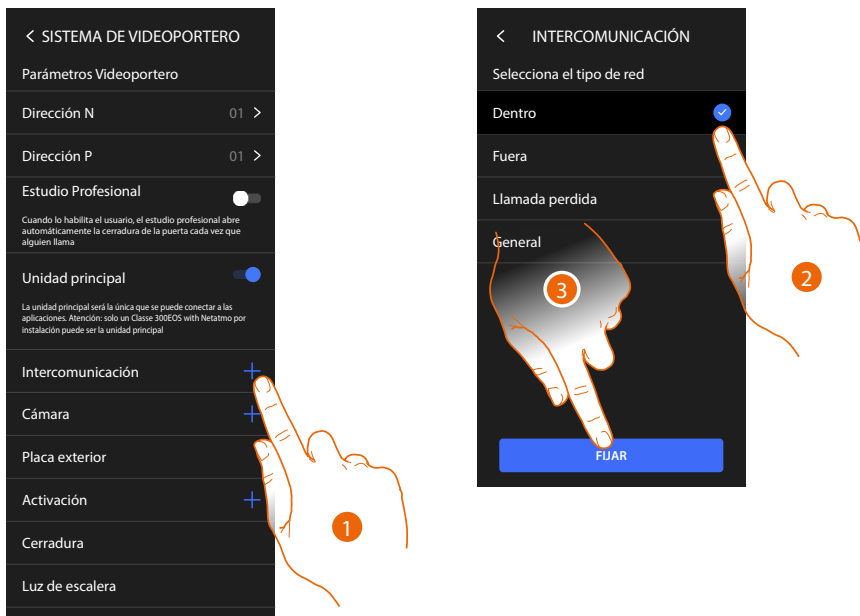 < SISTEMA DE VIDEOPORTERO
Parámetros Videoportero
Dirección N 01 >
Dirección P 01 >
Estudio Profesional
Cuando lo habilita el usuario, el estudio profesional abre
automáticamente la cerradura de la puerta cada vez que
alguien llama
Unidad principal
La unidad principal será la única que se puede conectar a las
aplicaciones. Atención: solo un Classe 300EOS with Netatmo por
instalación puede ser la unidad principal
Intercomunicación +
Cámara +
Placa exterior
Activación +
Cerradura
Luz de escalera
1
< INTERCOMUNICACIÓN
Selecciona el tipo de red
Dentro
Fuera
Llamada perdida
General
2
3
FIJAR